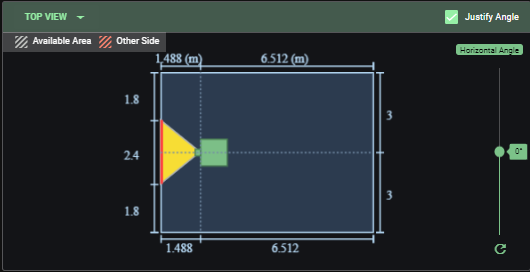 TOP VIEW
Justify Angle
Available Area
Other Side
Horizontal Angle
1.488 (m)
6.512 (m)
1.8
3
2.4
0°
1.8
3
1.488
6.512